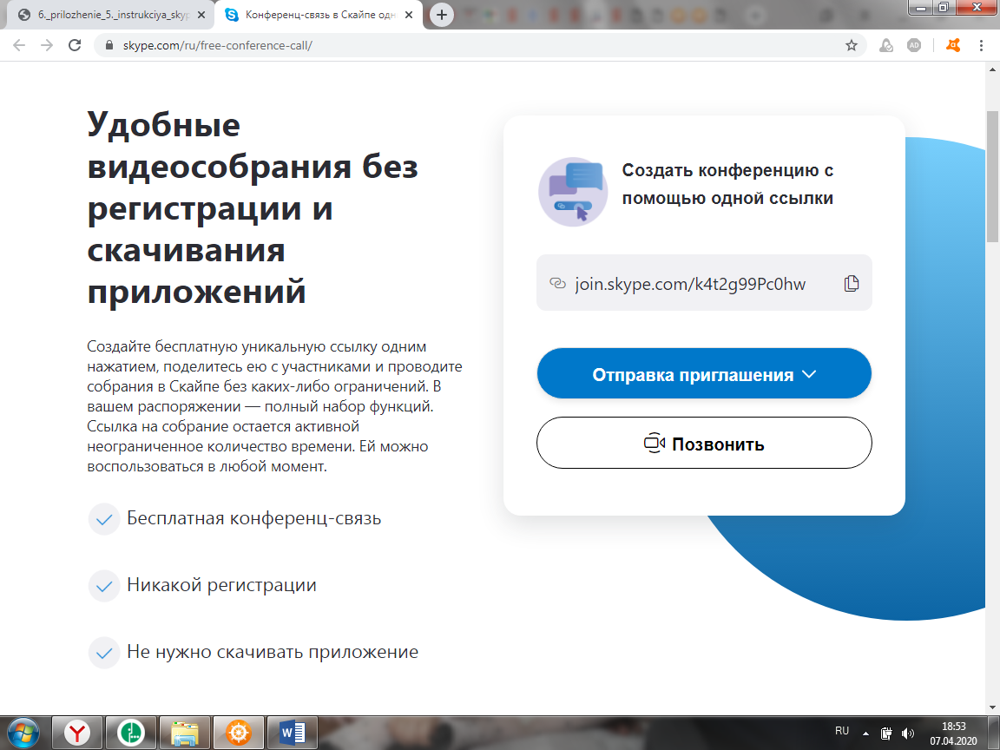 6._prilozhenie_5._instrukciya_sky
Конференц-связь в Скайпе одн
skype.com/ru/free-conference-call/
AD
Удобные
видеособрания без
регистрации и
скачивания
приложений
Создайте бесплатную уникальную ссылку одним
нажатием, поделитесь ею с участниками и проводите
собрания в Скайпе без каких-либо ограничений. В
вашем распоряжении — полный набор функций.
Ссылка на собрание остается активной
неограниченное количество времени. Ей можно
воспользоваться в любой момент.
Бесплатная конференц-связь
Никакой регистрации
Не нужно скачивать приложение
Создать конференцию с
помощью одной ссылки
join.skype.com/k4t2g99Pc0hw
Отправка приглашения
Позвонить
RU
18:53
07.04.2020